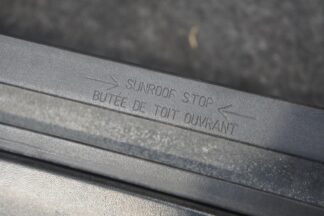 SUNROOF STOP
BUTÉE DE TOIT OUVRANT